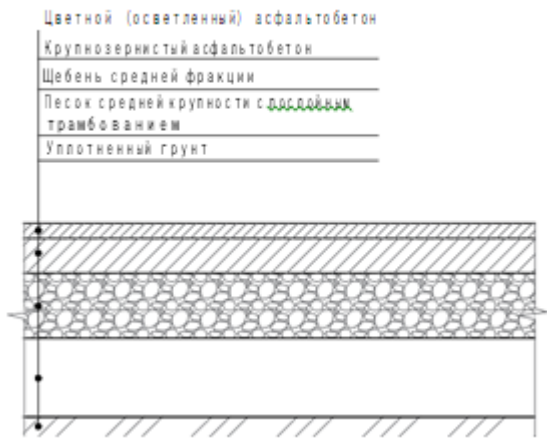 Цветной (осветленный) асфальтобетон
Крупнозернистый асфальтобетон
Щебень средней фракции
Песок средней крупности с послойным
трамбованием
Уплотненный грунт